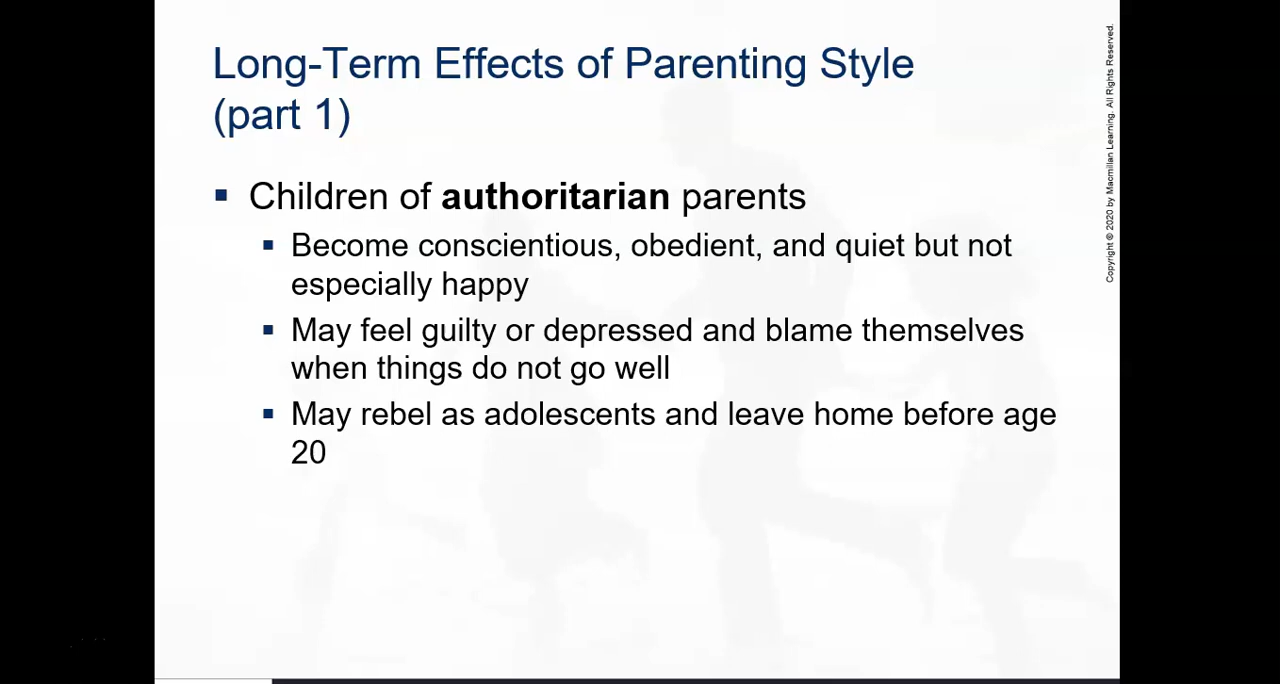 Long-Term Effects of Parenting Style
(part 1)
▪ Children of authoritarian parents
▪ Become conscientious, obedient, and quiet but not
especially happy
▪ May feel guilty or depressed and blame themselves
when things do not go well
▪ May rebel as adolescents and leave home before age
20
Copyright © 2020 by Macmillan Learning. All Rights Reserved.